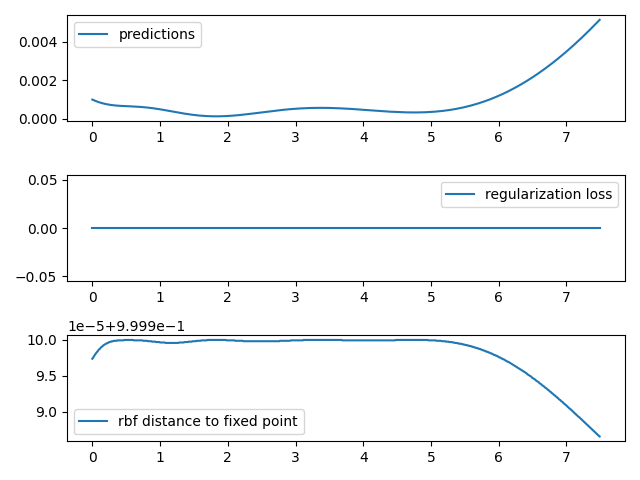 0.004
0.002
0.000
predictions
0 1 2 3 4 5 6 7
0.05
0.00
−0.05
regularization loss
0 1 2 3 4 5 6 7
1e−5+9.999e−1
10.0
9.5
9.0
rbf distance to fixed point
0 1 2 3 4 5 6 7